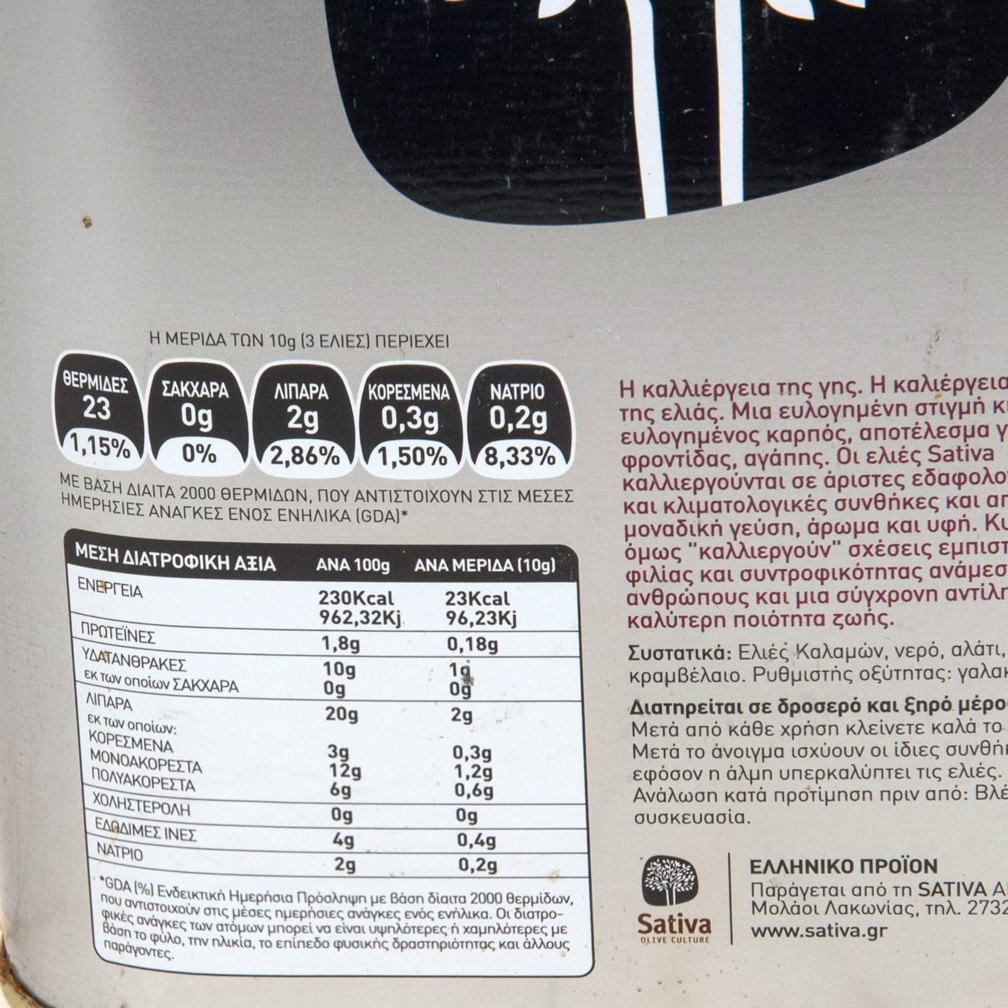 Η ΜΕΡΙΔΑ ΤΩΝ 10g (3 ΕΛΙΕΣ) ΠΕΡΙΕΧΕΙ
ΘΕΡΜΙΔΕΣ ΣΑΚΧΑΡΑ ΛΙΠΑΡΑ ΚΟΡΕΣΜΕΝΑ ΝΑΤΡΙΟ
23 0g 2g 0,3g 0,2g
1,15% 0% 2,86% 1,50% 8,33%
ΜΕ ΒΑΣΗ ΔΙΑΙΤΑ 2000 ΘΕΡΜΙΔΩΝ, ΠΟΥ ΑΝΤΙΣΤΟΙΧΟΥΝ ΣΤΙΣ ΜΕΣΕΣ
ΗΜΕΡΗΣΙΕΣ ΑΝΑΓΚΕΣ ΕΝΟΣ ΕΝΗΛΙΚΑ (GDA)*
ΜΕΣΗ ΔΙΑΤΡΟΦΙΚΗ ΑΞΙΑ ΑΝΑ 100g ΑΝΑ ΜΕΡΙΔΑ (10g)
ΕΝΕΡΓΕΙΑ 230Kcal 23Kcal
962,32Kj 96,23Kj
ΠΡΩΤΕΪΝΕΣ 1,8g 0,18g
ΥΔΑΤΑΝΘΡΑΚΕΣ 10g 1g
εκ των οποίων ΣΑΚΧΑΡΑ 0g 0g
ΛΙΠΑΡΑ 20g 2g
εκ των οποίων:
ΚΟΡΕΣΜΕΝΑ 3g 0,3g
ΜΟΝΟΑΚΟΡΕΣΤΑ 12g 1,2g
ΠΟΛΥΑΚΟΡΕΣΤΑ 6g 0,6g
ΧΟΛΗΣΤΕΡΟΛΗ 0g 0g
ΕΔΩΔΙΜΕΣ ΙΝΕΣ 4g 0,4g
ΝΑΤΡΙΟ 2g 0,2g
*GDA (%) Ενδεικτική Ημερήσια Πρόσληψη με βάση δίαιτα 2000 θερμίδων,
που αντιστοιχούν στις μέσες ημερήσιες ανάγκες ενός ενήλικα. Οι διατρο-
φικές ανάγκες των ατόμων μπορεί να είναι υψηλότερες ή χαμηλότερες με
βάση το φύλο, την ηλικία, το επίπεδο φυσικής δραστηριότητας και άλλους
παράγοντες.
Η καλλιέργεια της γης. Η καλιέργεια
της ελιάς. Μια ευλογημένη στιγμή
ευλογημένος καρπός, αποτέλεσμα
φροντίδας, αγάπης. Οι ελιές Sativa
καλλιεργούνται σε άριστες
και κλιματολογικές συνθήκες και
μοναδική γεύση, άρωμα και υφή.
όμως "καλλιεργούν" σχέσεις
φιλίας και συντροφικότητας
ανθρώπους και μια σύγχρονη
καλύτερη ποιότητα ζωής.
Συστατικά: Ελιές Καλαμών, νερό, αλάτι,
κραμβέλαιο. Ρυθμιστής οξύτητας:
Διατηρείται σε δροσερό και ξηρό
Μετά από κάθε χρήση κλείνετε καλά το
Μετά το άνοιγμα ισχύουν οι ίδιες
εφόσον η άλμη υπερκαλύπτει τις ελιές.
Ανάλωση κατά προτίμηση πριν από:
συσκευασία.
Sativa
OLIVE CULTURE
ΕΛΛΗΝΙΚΟ ΠΡΟΪΟΝ
Παράγεται από τη SATIVA
Μολάοι Λακωνίας, τηλ. 2732
www.sativa.gr